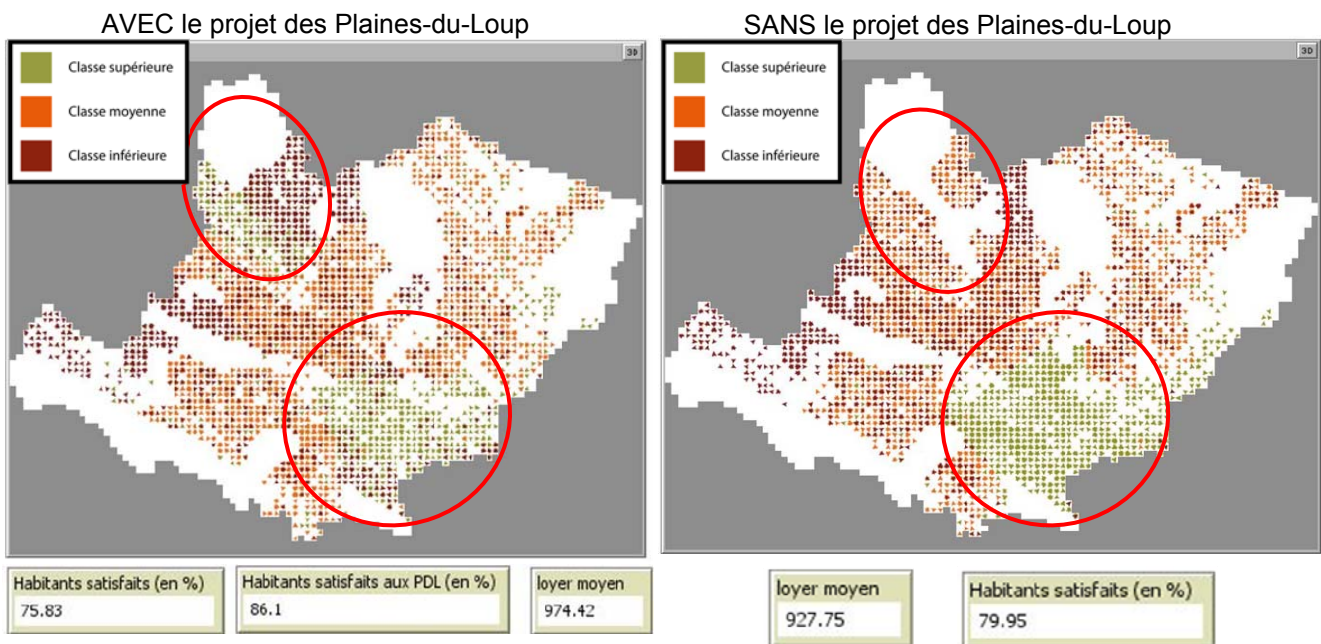 AVEC le projet des Plaines-du-Loup
SANS le projet des Plaines-du-Loup
3D
Classe supérieure
Classe moyenne
Classe inférieure
3D
Classe supérieure
Classe moyenne
Classe inférieure
Habitants satisfaits (en %)
75.83
Habitants satisfaits aux PDL (en %)
86.1
loyer moyen
974.42
loyer moyen
927.75
Habitants satisfaits (en %)
79.95